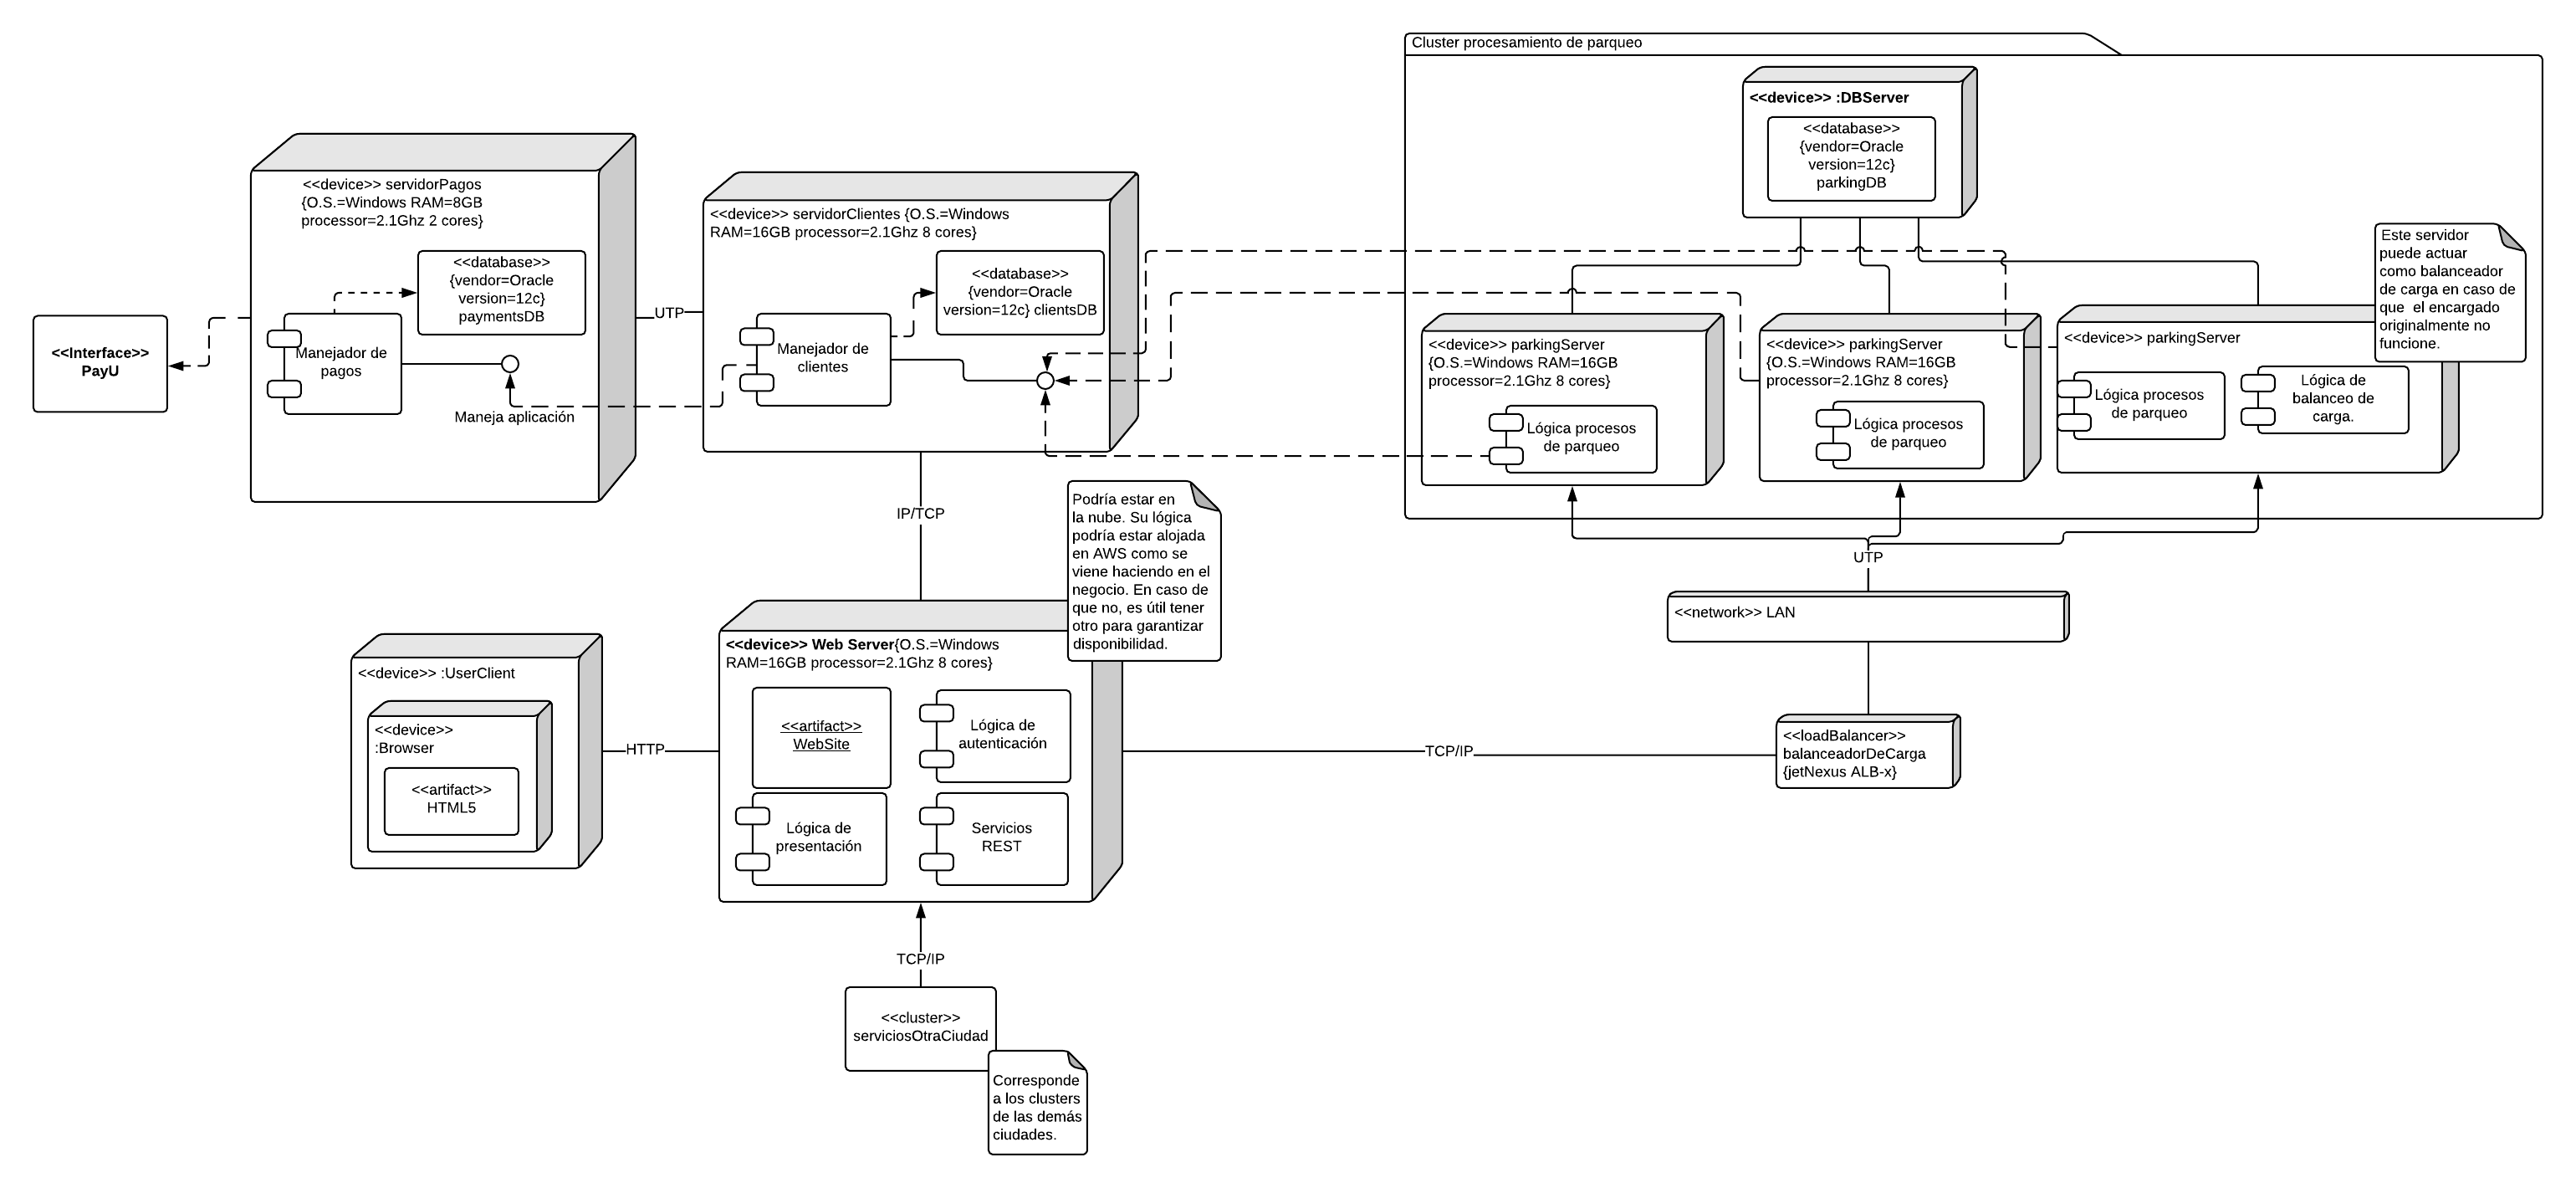 Cluster procesamiento de parqueo
<<device>> :DBServer
<<database>>
{vendor=Oracle
version=12c}
parkingDB
<<device>> servidorPagos
{O.S.=Windows RAM=8GB
processor=2.1Ghz 2 cores}
<<database>>
{vendor=Oracle
version=12c}
paymentsDB
Manejador de
pagos
Maneja aplicación
<<Interface>>
PayU
UTP
<<device>> servidorClientes {O.S.=Windows
RAM=16GB processor=2.1Ghz 8 cores}
<<database>>
{vendor=Oracle
version=12c} clientsDB
Manejador de
clientes
<<device>> parkingServer
{O.S.=Windows RAM=16GB
processor=2.1Ghz 8 cores}
Lógica procesos
de parqueo
<<device>> parkingServer
{O.S.=Windows RAM=16GB
processor=2.1Ghz 8 cores}
Lógica procesos
de parqueo
<<device>> parkingServer
Lógica procesos
de parqueo
Lógica de
balanceo de
carga.
Este servidor
puede actuar
como balanceador
de carga en caso de
que el encargado
originalmente no
funcione.
IP/TCP
Podría estar en
la nube. Su lógica
podría estar alojada
en AWS como se
viene haciendo en el
negocio. En caso de
que no, es útil tener
otro para garantizar
disponibilidad.
UTP
<<network>> LAN
<<device>> :UserClient
<<device>>
:Browser
<<artifact>>
HTML5
HTTP
<<device>> Web Server{O.S.=Windows
RAM=16GB processor=2.1Ghz 8 cores}
<<artifact>>
WebSite
Lógica de
autenticación
Lógica de
presentación
Servicios
REST
TCP/IP
<<loadBalancer>>
balanceadorDeCarga
{jetNexus ALB-x}
TCP/IP
<<cluster>>
serviciosOtraCiudad
Corresponde
a los clusters
de las demás
ciudades.